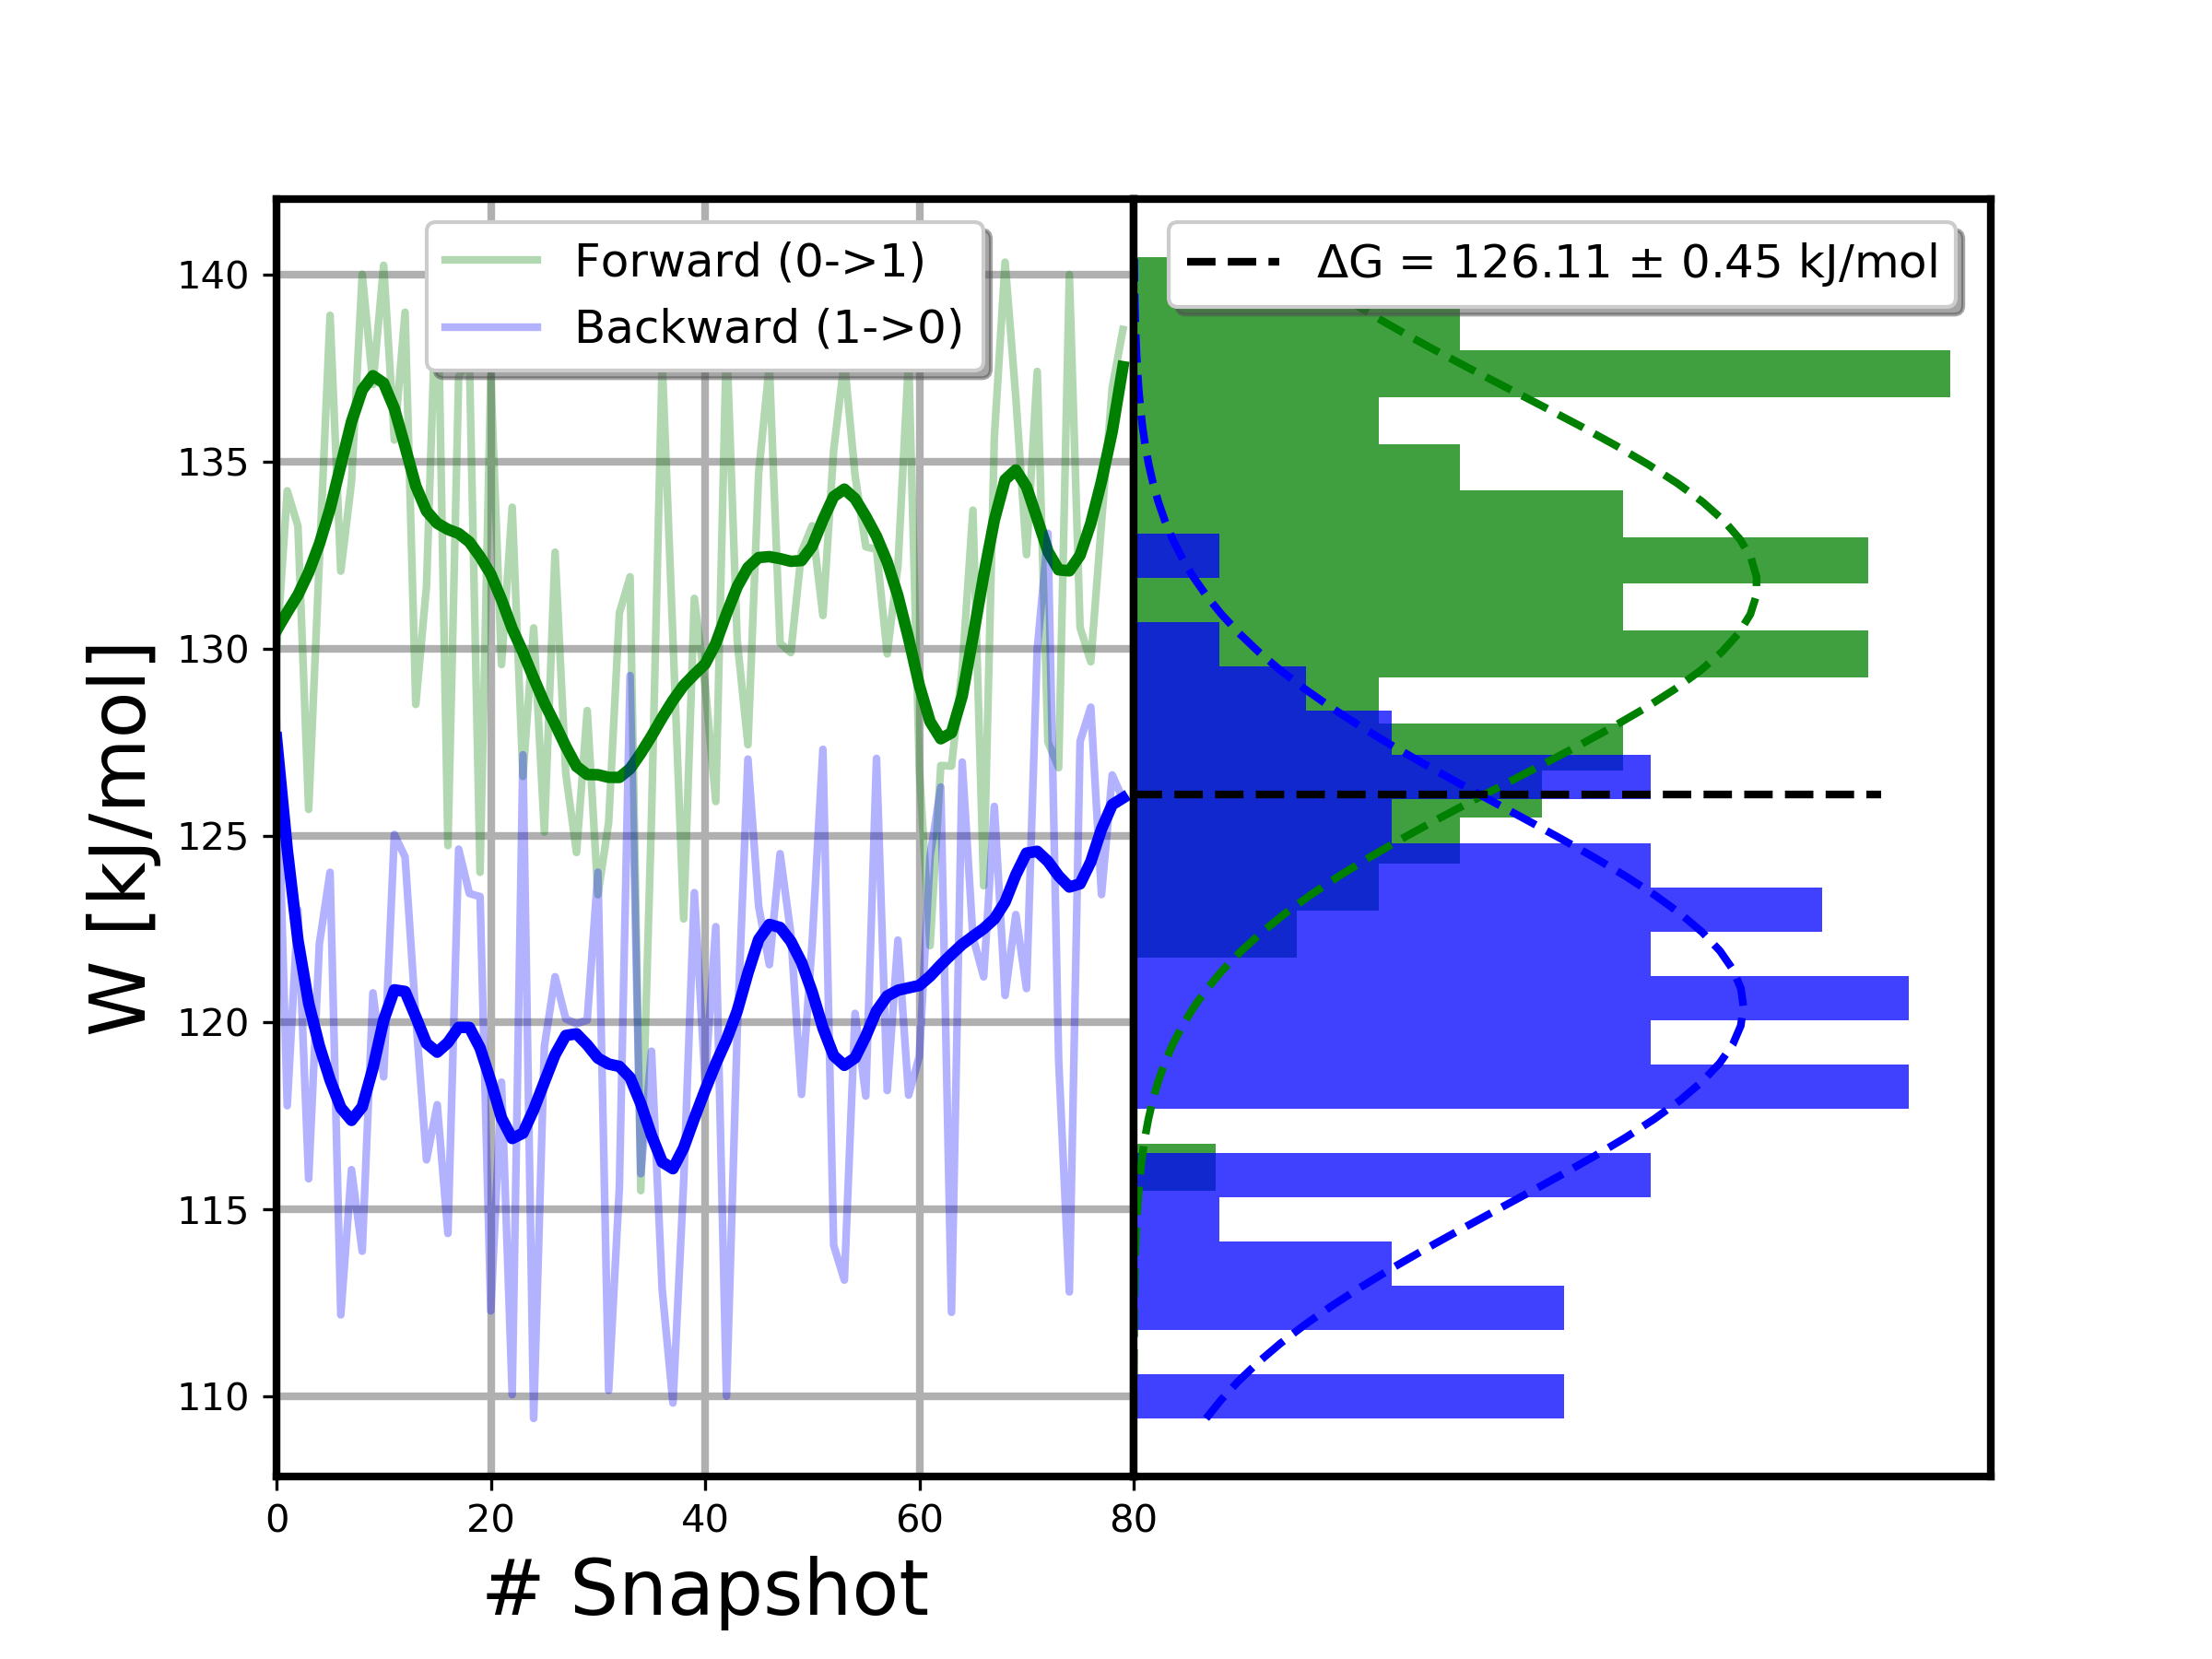 Forward (0->1)
Backward (1->0)
ΔG = 126.11 ± 0.45 kJ/mol
140
135
130
125
120
115
110
W [kJ/mol]
0 20 40 60 80
# Snapshot